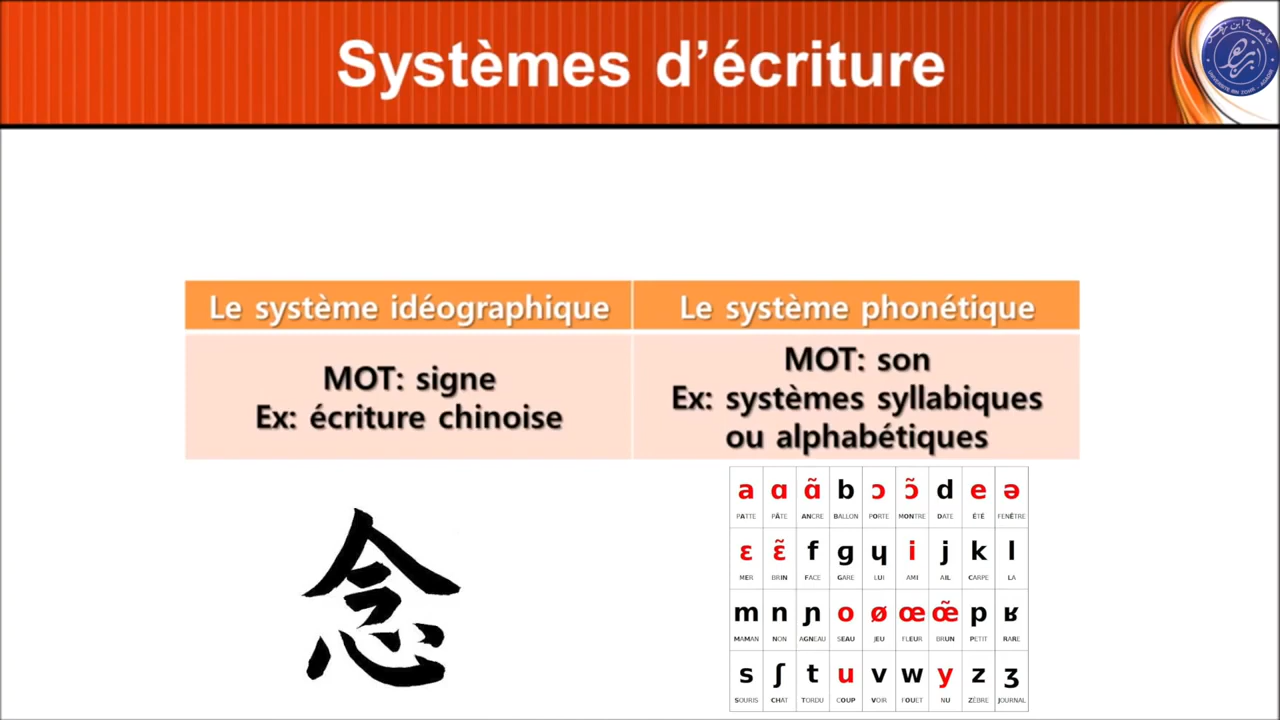 Systèmes d'écriture
Le système idéographique
Le système phonétique
MOT: signe
Ex: écriture chinoise
MOT: son
Ex: systèmes syllabiques
ou alphabétiques
念
a ɑ ɑ̃ b ɔ ɔ̃ d e ə
PATTE PÂTE ANCRE BALLON PORTE MONTRE DATE ÉTÉ FENÊTRE
ɛ ɛ̃ f g ɥ i j k l
MER BRIN FACE GARE LUI AMI AIL CARPE LA
m n ɲ o ø œ œ̃ p ʁ
MAMAN NON AGNEAU SEAU JEU FLEUR BRUN PETIT RARE
s ʃ t u v w y z ʒ
SOURIS CHAT TORDU COUP VOIR FOUET NU ZÈBRE JOURNAL